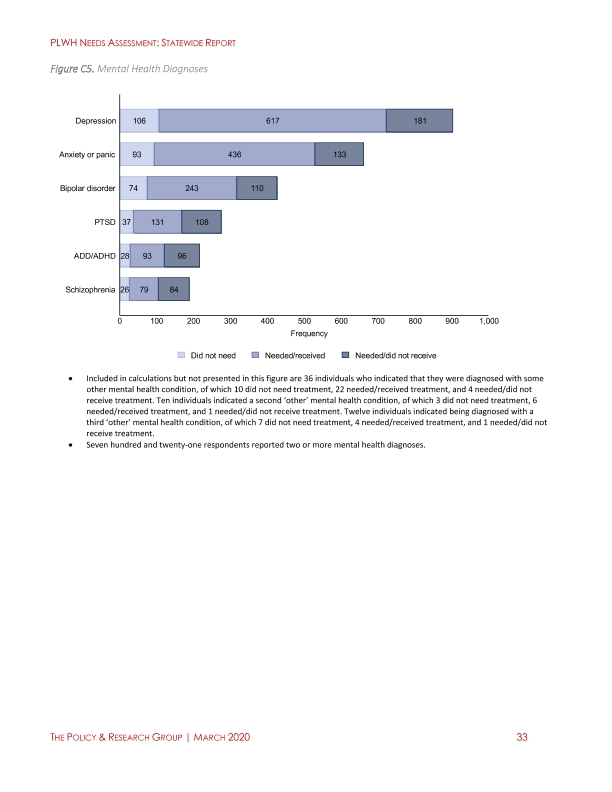 PLWH NEEDS ASSESSMENT: STATEWIDE REPORT
Figure C5. Mental Health Diagnoses
Depression 106 617 181
Anxiety or panic 93 436 133
Bipolar disorder 74 243 110
PTSD 37 131 108
ADD/ADHD 28 93 96
Schizophrenia 26 79 84
0 100 200 300 400 500 600 700 800 900 1,000
Frequency
Did not need Needed/received Needed/did not receive
• Included in calculations but not presented in this figure are 36 individuals who indicated that they were diagnosed with some
other mental health condition, of which 10 did not need treatment, 22 needed/received treatment, and 4 needed/did not
receive treatment. Ten individuals indicated a second ‘other’ mental health condition, of which 3 did not need treatment, 6
needed/received treatment, and 1 needed/did not receive treatment. Twelve individuals indicated being diagnosed with a
third ‘other’ mental health condition, of which 7 did not need treatment, 4 needed/received treatment, and 1 needed/did not
receive treatment.
• Seven hundred and twenty-one respondents reported two or more mental health diagnoses.
THE POLICY & RESEARCH GROUP | MARCH 2020 33